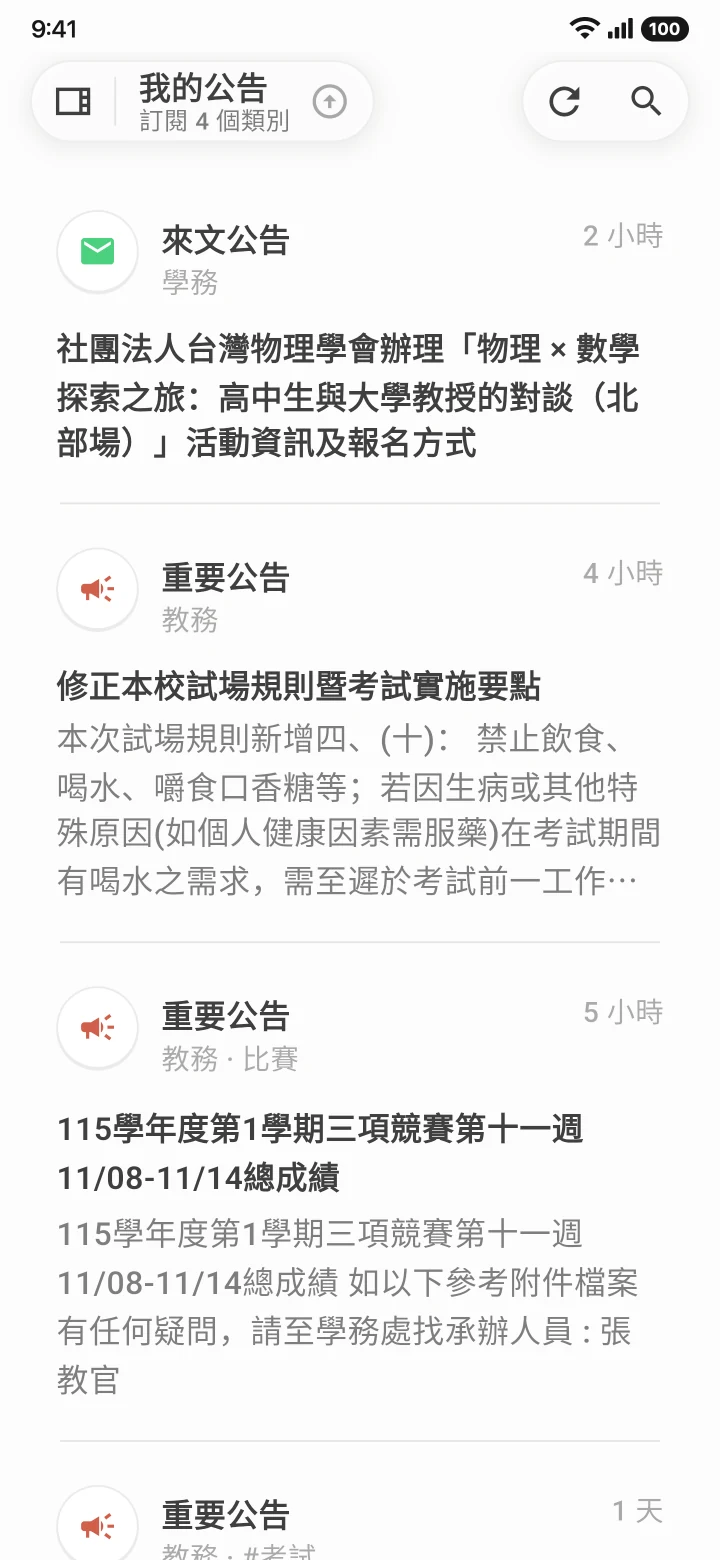 9:41
100
我的公告
訂閱 4 個類別
來文公告
2 小時
學務
社團法人台灣物理學會辦理「物理 × 數學
探索之旅：高中生與大學教授的對談（北
部場）」活動資訊及報名方式
重要公告
4 小時
教務
修正本校試場規則暨考試實施要點
本次試場規則新增四、(十)： 禁止飲食、
喝水、嚼食口香糖等；若因生病或其他特
殊原因(如個人健康因素需服藥)在考試期間
有喝水之需求，需至遲於考試前一工作…
重要公告
5 小時
教務 · 比賽
115學年度第1學期三項競賽第十一週
11/08-11/14總成績
115學年度第1學期三項競賽第十一週
11/08-11/14總成績 如以下參考附件檔案
有任何疑問，請至學務處找承辦人員 : 張
教官
重要公告
1 天
教務 · #考試